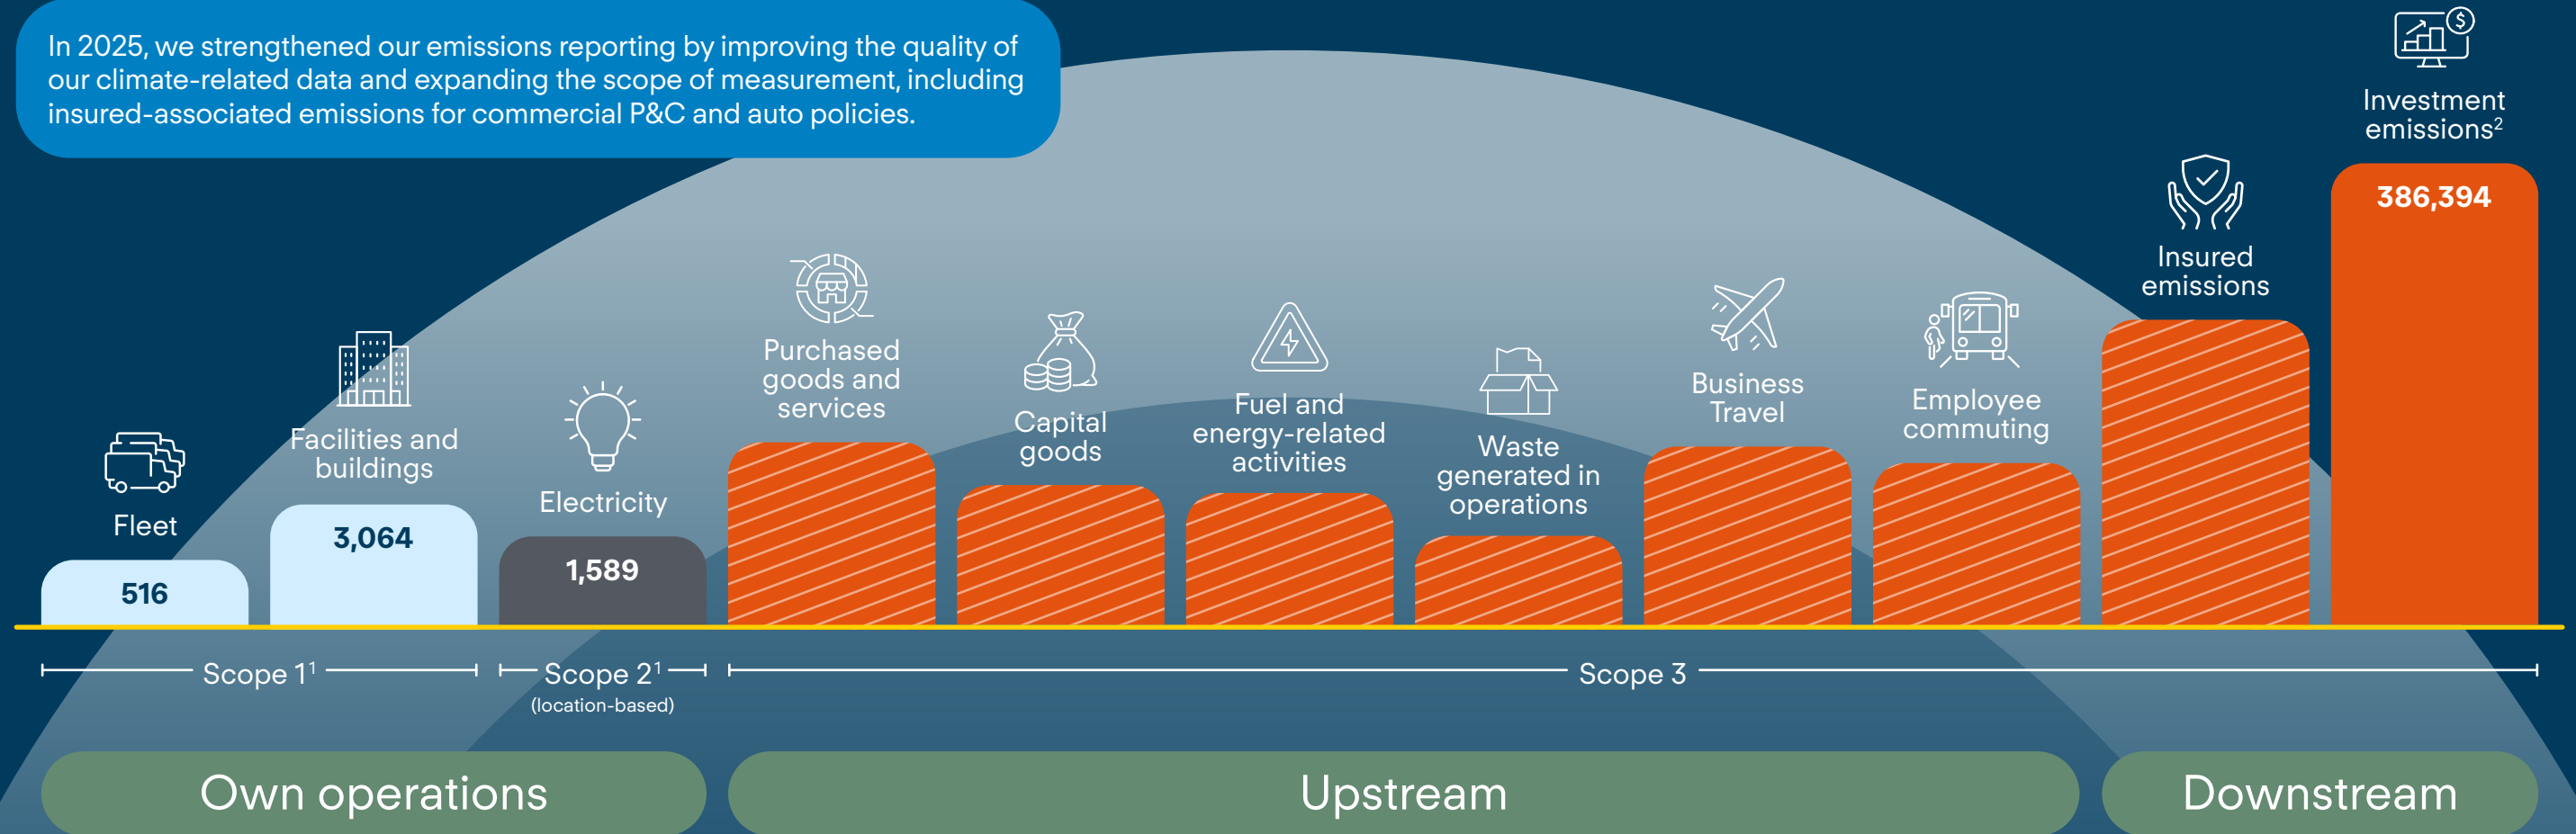 In 2025, we strengthened our emissions reporting by improving the quality of
our climate-related data and expanding the scope of measurement, including
insured-associated emissions for commercial P&C and auto policies.
Fleet
516
Facilities and
buildings
3,064
Electricity
1,589
Purchased
goods and
services
Capital
goods
Fuel and
energy-related
activities
Waste
generated in
operations
Business
Travel
Employee
commuting
Insured
emissions
$
Investment
emissions²
386,394
Scope 1¹
Scope 2¹
(location-based)
Scope 3
Own operations
Upstream
Downstream